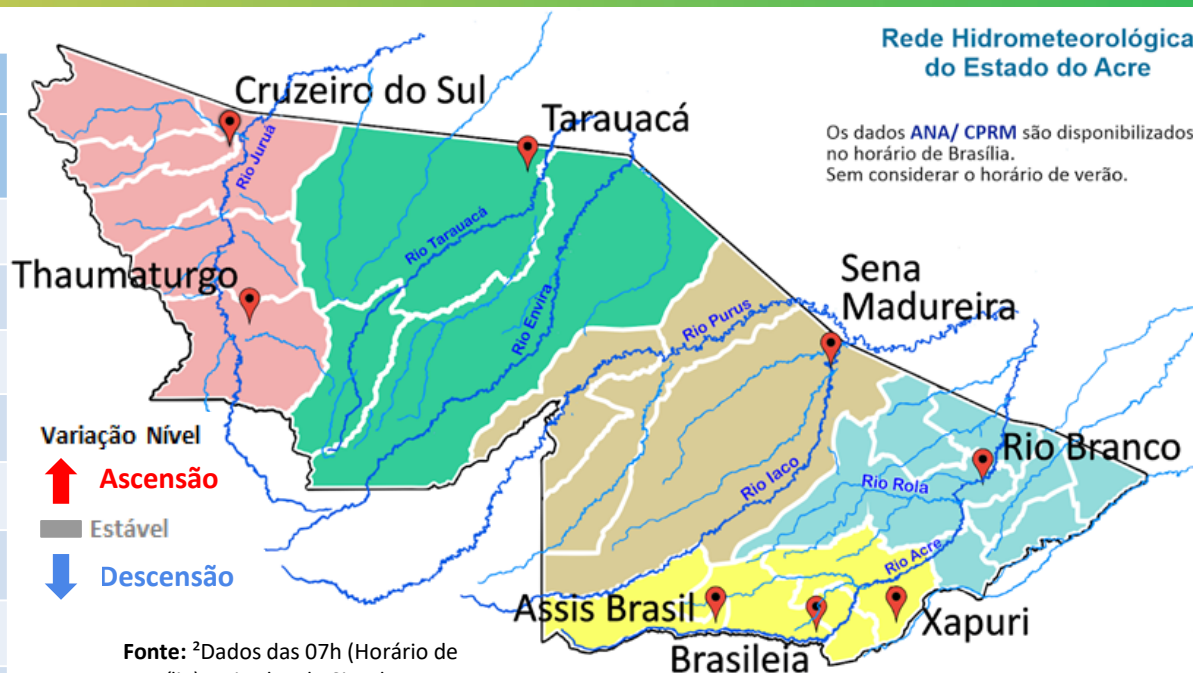 Rede Hidrometeorológica
do Estado do Acre
Os dados ANA/ CPRM são disponibilizados
no horário de Brasília.
Sem considerar o horário de verão.
Cruzeiro do Sul
Tarauacá
Rio Juruá
Rio Tarauacá
Thaumaturgo
Rio Envira
Rio Purus
Sena
Madureira
Variação Nível
Ascensão
Estável
Descensão
Rio Branco
Rio Iaco
Rio Rola
Rio Acre
Assis Brasil
Xapuri
Brasileia
Fonte: ²Dados das 07h (Horário de